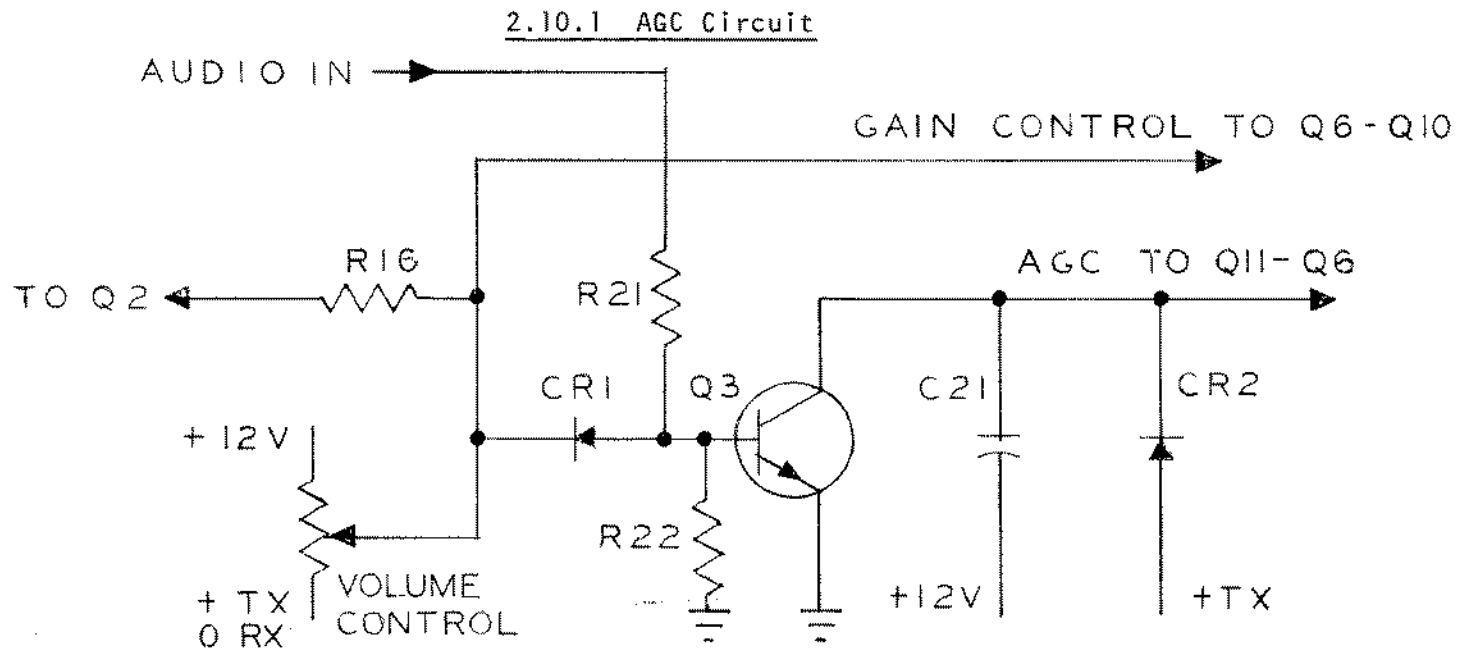 2.10.1 AGC Circuit
AUDIO IN
GAIN CONTROL TO Q6-Q10
R16
R21
AGC TO Q11-Q6
TO Q2
CR1
Q3
C21
CR2
+12V
R22
VOLUME
CONTROL
+ TX
0 RX
+12V
+TX